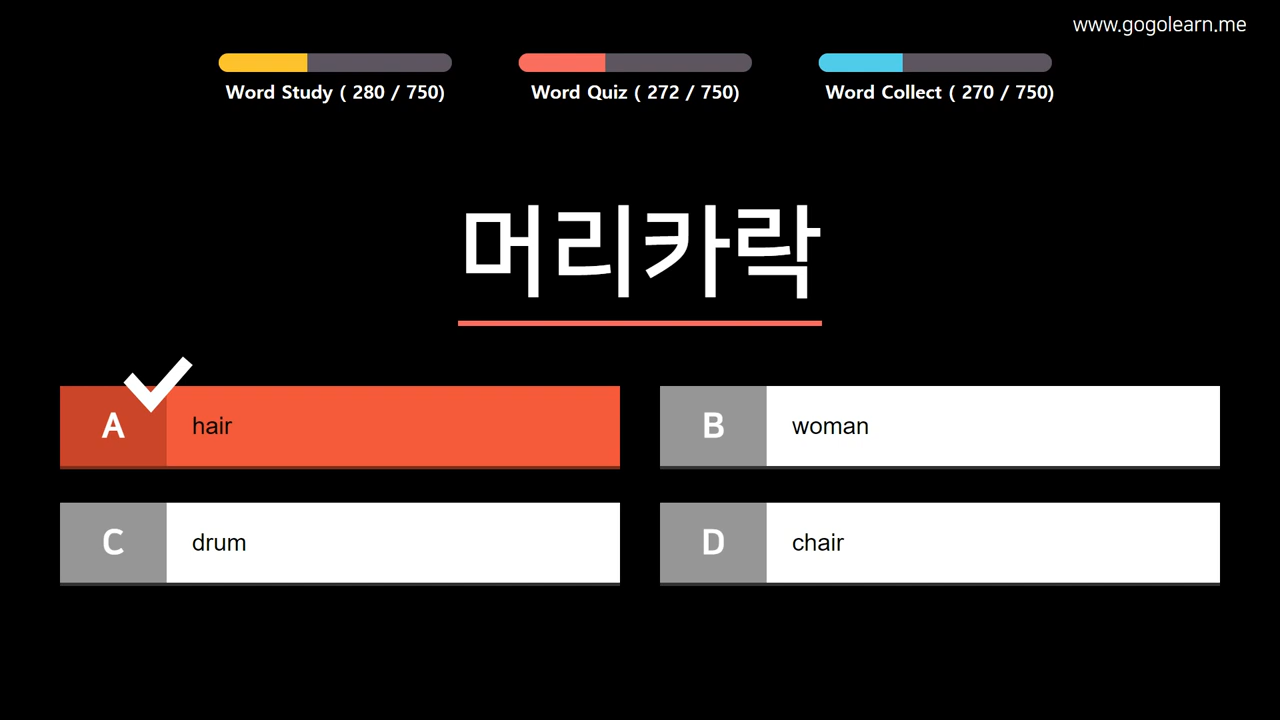 www.gogolearn.me
Word Study ( 280 / 750)
Word Quiz ( 272 / 750)
Word Collect ( 270 / 750)
머리카락
A hair
B woman
C drum
D chair